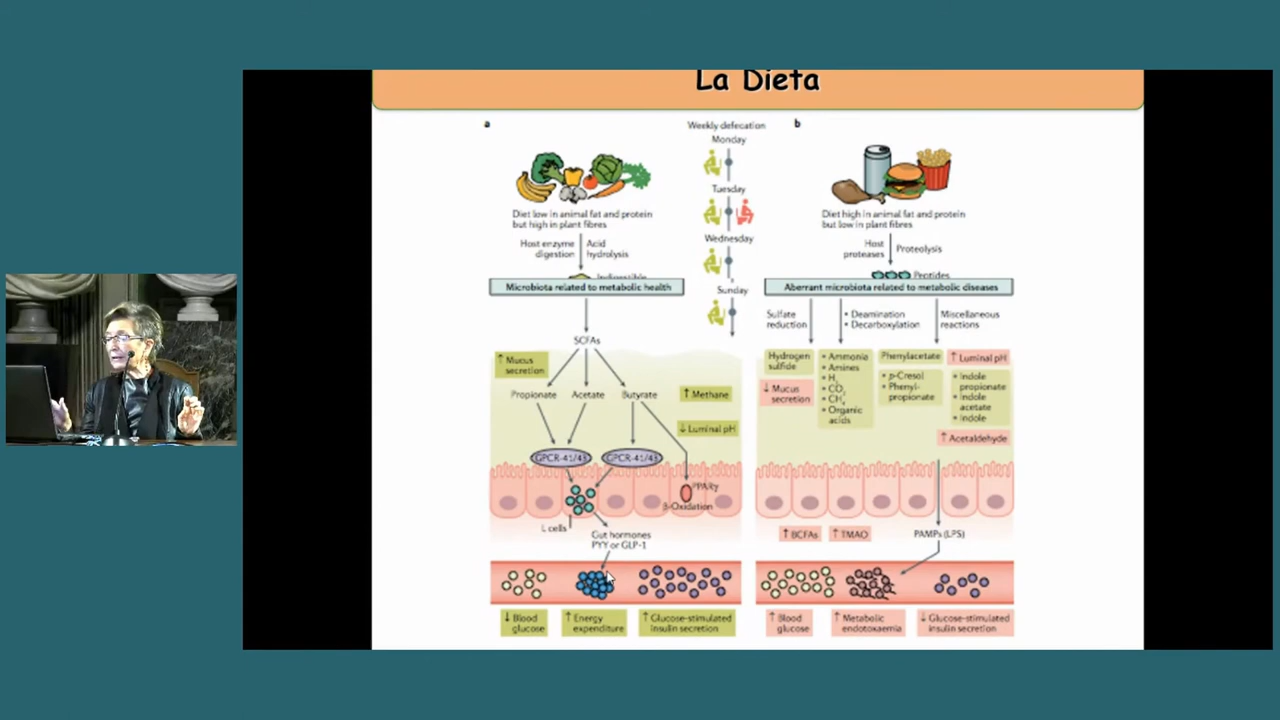 La Dieta
a
Weekly defecation
b
Monday
Tuesday
Wednesday
Sunday
Diet low in animal fat and protein
but high in plant fibres
Host enzyme
digestion
Acid
hydrolysis
Indigestible
Microbiota related to metabolic health
SCFAs
↑ Mucus
secretion
Propionate
Acetate
Butyrate
↑ Methane
↓ Luminal pH
GPCR-41/43
GPCR-41/43
PPARγ
β-Oxidation
L cells
Gut hormones
PYY or GLP-1
↓ Blood
glucose
↑ Energy
expenditure
↑ Glucose-stimulated
insulin secretion
Diet high in animal fat and protein
but low in plant fibres
Host
proteases
Proteolysis
Peptides
Aberrant microbiota related to metabolic diseases
Sulfate
reduction
• Deamination
• Decarboxylation
Miscellaneous
reactions
Hydrogen
sulfide
↓ Mucus
secretion
• Ammonia
• Amines
• H2
• CO2
• CH4
• Organic
acids
Phenylacetate
• p-Cresol
• Phenyl-
propionate
↑ Luminal pH
• Indole
propionate
• Indole
acetate
• Indole
↑ Acetaldehyde
↑ BCFAs
↑ TMAO
PAMPs (LPS)
↑ Blood
glucose
↑ Metabolic
endotoxaemia
↓ Glucose-stimulated
insulin secretion